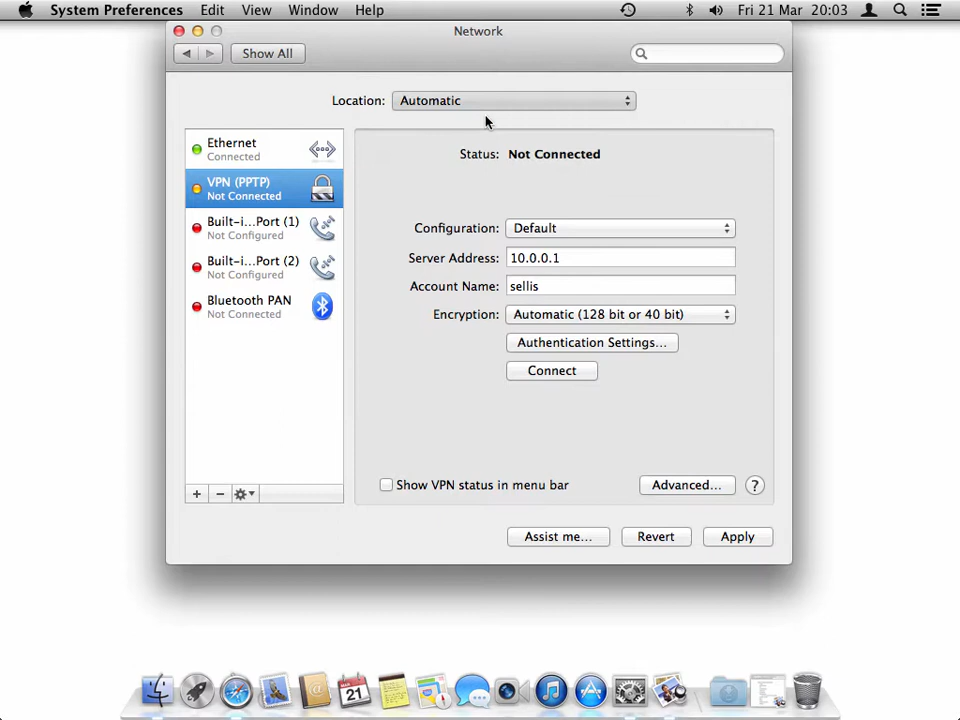 System Preferences Edit View Window Help Fri 21 Mar 20:03
Network
Show All
Location: Automatic
Ethernet
Connected
VPN (PPTP)
Not Connected
Built-i...Port (1)
Not Configured
Built-i...Port (2)
Not Configured
Bluetooth PAN
Not Connected
Status: Not Connected
Configuration: Default
Server Address: 10.0.0.1
Account Name: sellis
Encryption: Automatic (128 bit or 40 bit)
Authentication Settings...
Connect
Show VPN status in menu bar
Advanced... ?
Assist me... Revert Apply
21